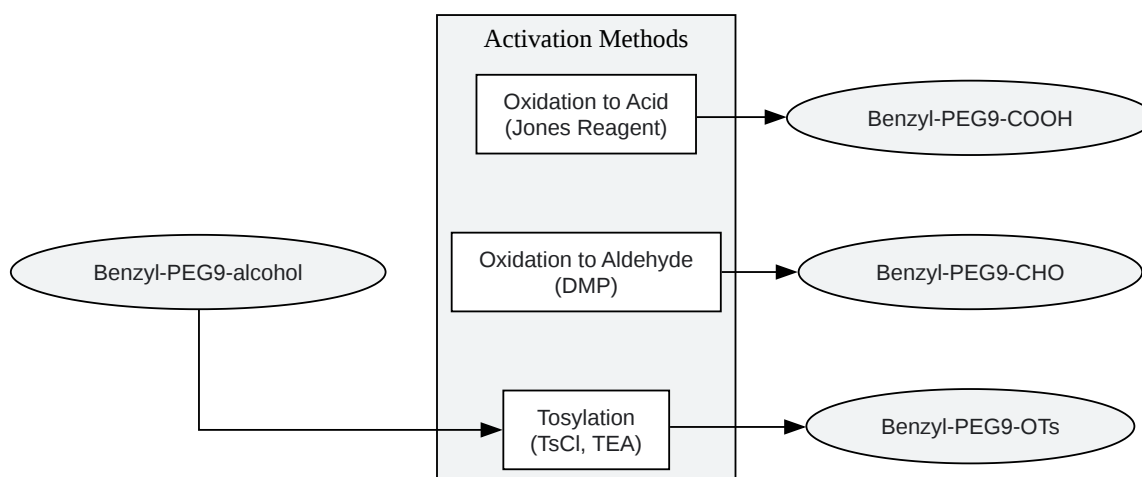 Activation Methods
Oxidation to Acid
(Jones Reagent)
Benzyl-PEG9-COOH
Benzyl-PEG9-alcohol
Oxidation to Aldehyde
(DMP)
Benzyl-PEG9-CHO
Tosylation
(TsCl, TEA)
Benzyl-PEG9-OTs